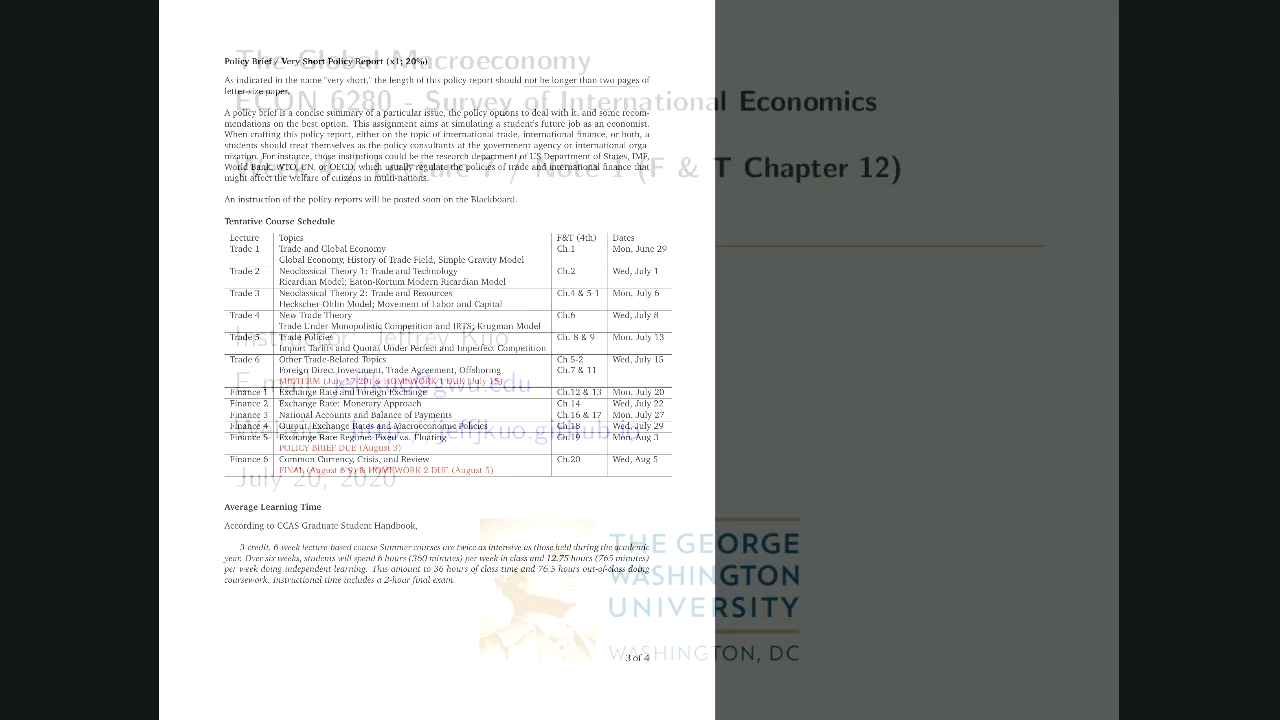 The Global Macroeconomy
ECON 6280 - Survey of International Economics
/ Note 1 (F & T Chapter 12)
Instructor: Jeffrey Kuo
E-mail: jeffkuo@gwu.edu
jeffjkuo.github.io
July 20, 2020
THE GEORGE
WASHINGTON
UNIVERSITY
WASHINGTON, DC
Policy Brief / Very Short Policy Report (x1; 20%)
As indicated in the name "very short," the length of this policy report should not be longer than two pages of
letter-size paper.
A policy brief is a concise summary of a particular issue, the policy options to deal with it, and some recom-
mendations on the best option. This assignment aims at simulating a student's future job as an economist.
When crafting this policy report, either on the topic of international trade, international finance, or both, a
students should treat themselves as the policy consultants at the government agency or international orga-
nization. For instance, those institutions could be the research department of US Department of States, IMF,
World Bank, WTO, UN, or OECD, which usually regulate the policies of trade and international finance that
might affect the welfare of citizens in multi-nations.
An instruction of the policy reports will be posted soon on the Blackboard.
Tentative Course Schedule
Lecture Topics F&T (4th) Dates
Trade 1 Trade and Global Economy Ch.1 Mon, June 29
Global Economy, History of Trade Field, Simple Gravity Model
Trade 2 Neoclassical Theory 1: Trade and Technology Ch.2 Wed, July 1
Ricardian Model; Eaton-Kortum Modern Ricardian Model
Trade 3 Neoclassical Theory 2: Trade and Resources Ch.4 & 5-1 Mon, July 6
Heckscher-Ohlin Model; Movement of Labor and Capital
Trade 4 New Trade Theory Ch.6 Wed, July 8
Trade Under Monopolistic Competition and IRTS; Krugman Model
Trade 5 Trade Policies Ch. 8 & 9 Mon, July 13
Import Tariffs and Quotas Under Perfect and Imperfect Competition
Trade 6 Other Trade-Related Topics Ch.5-2 Wed, July 15
Foreign Direct Investment, Trade Agreement, Offshoring Ch.7 & 11
MIDTERM (July 17-20) & HOMEWORK 1 DUE (July 15)
Finance 1 Exchange Rate and Foreign Exchange Ch.12 & 13 Mon, July 20
Finance 2 Exchange Rate: Monetary Approach Ch.14 Wed, July 22
Finance 3 National Accounts and Balance of Payments Ch.16 & 17 Mon, July 27
Finance 4 Output, Exchange Rates and Macroeconomic Policies Ch.18 Wed, July 29
Finance 5 Exchange Rate Regime: Fixed vs. Floating Ch.19 Mon, Aug 3
POLICY BRIEF DUE (August 3)
Finance 6 Common Currency, Crisis, and Review Ch.20 Wed, Aug 5
FINAL (August 6-9) & HOMEWORK 2 DUE (August 5)
Average Learning Time
According to CCAS Graduate Student Handbook,
3-credit, 6-week lecture based course Summer courses are twice as intensive as those held during the academic
year. Over six weeks, students will spend 6 hours (360 minutes) per week in class and 12.75 hours (765 minutes)
per week doing independent learning. This amount to 36 hours of class time and 76.5 hours out-of-class doing
coursework. Instructional time includes a 2-hour final exam.
3 of 4